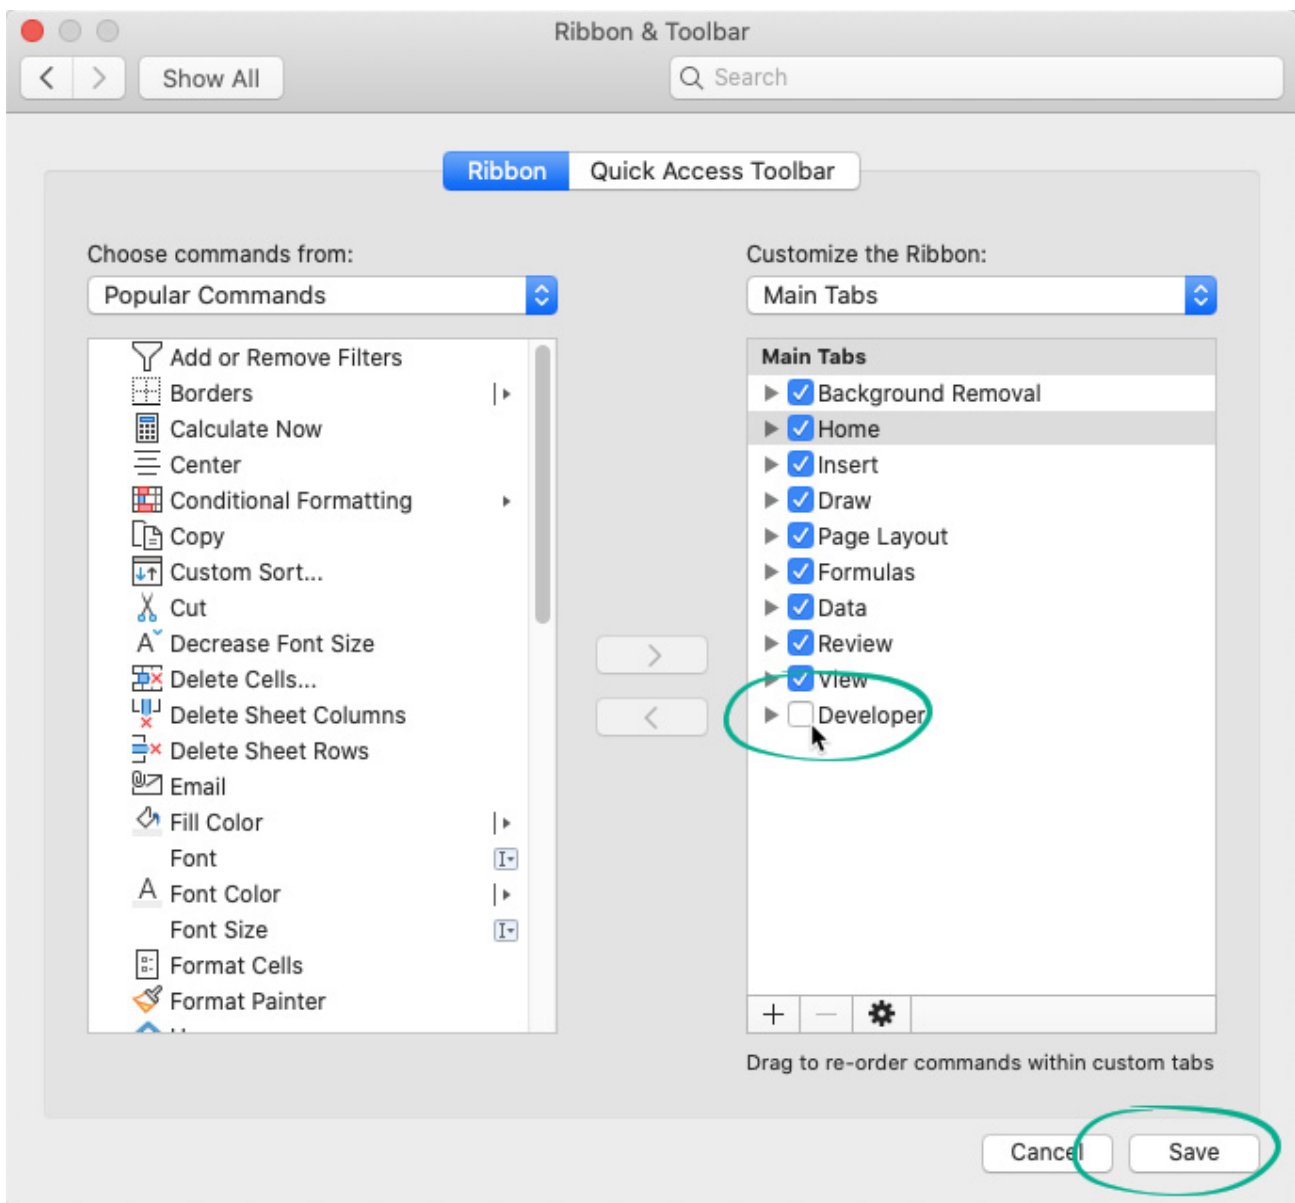 Ribbon & Toolbar
Show All
Search
Ribbon
Quick Access Toolbar
Choose commands from:
Popular Commands
Add or Remove Filters
Borders
Calculate Now
Center
Conditional Formatting
Copy
Custom Sort...
Cut
Decrease Font Size
Delete Cells...
Delete Sheet Columns
Delete Sheet Rows
Email
Fill Color
Font
Font Color
Font Size
Format Cells
Format Painter
Customize the Ribbon:
Main Tabs
Main Tabs
Background Removal
Home
Insert
Draw
Page Layout
Formulas
Data
Review
View
Developer
Drag to re-order commands within custom tabs
Cancel
Save